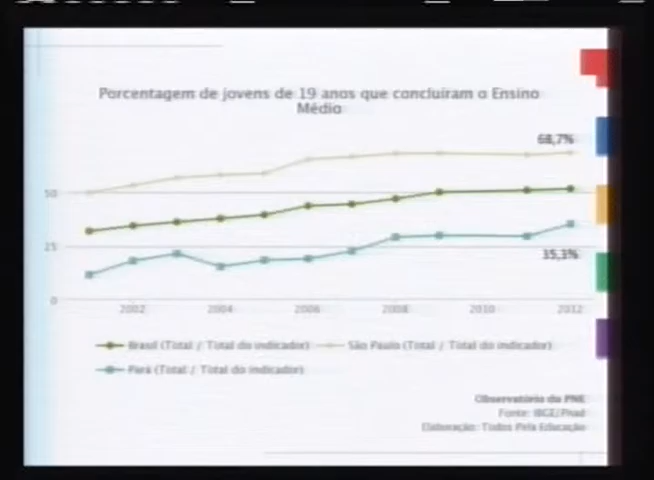 Porcentagem de jovens de 19 anos que concluíram o Ensino
Médio
68,7%
50
25
35,3%
0
2002 2004 2006 2008 2010 2012
Brasil (Total / Total do indicador) São Paulo (Total / Total do indicador)
Pará (Total / Total do indicador)
Observatório do PNE
Fonte: IBGE/Pnad
Elaboração: Todos Pela Educação